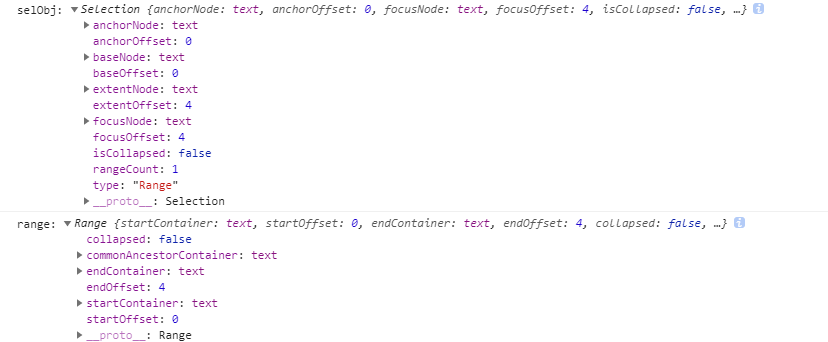 selObj: ▼Selection {anchorNode: text, anchorOffset: 0, focusNode: text, focusOffset: 4, isCollapsed: false, …} i
▶anchorNode: text
anchorOffset: 0
▶baseNode: text
baseOffset: 0
▶extentNode: text
extentOffset: 4
▶focusNode: text
focusOffset: 4
isCollapsed: false
rangeCount: 1
type: "Range"
▶__proto__: Selection
range: ▼Range {startContainer: text, startOffset: 0, endContainer: text, endOffset: 4, collapsed: false, …} i
collapsed: false
▶commonAncestorContainer: text
▶endContainer: text
endOffset: 4
▶startContainer: text
startOffset: 0
▶__proto__: Range